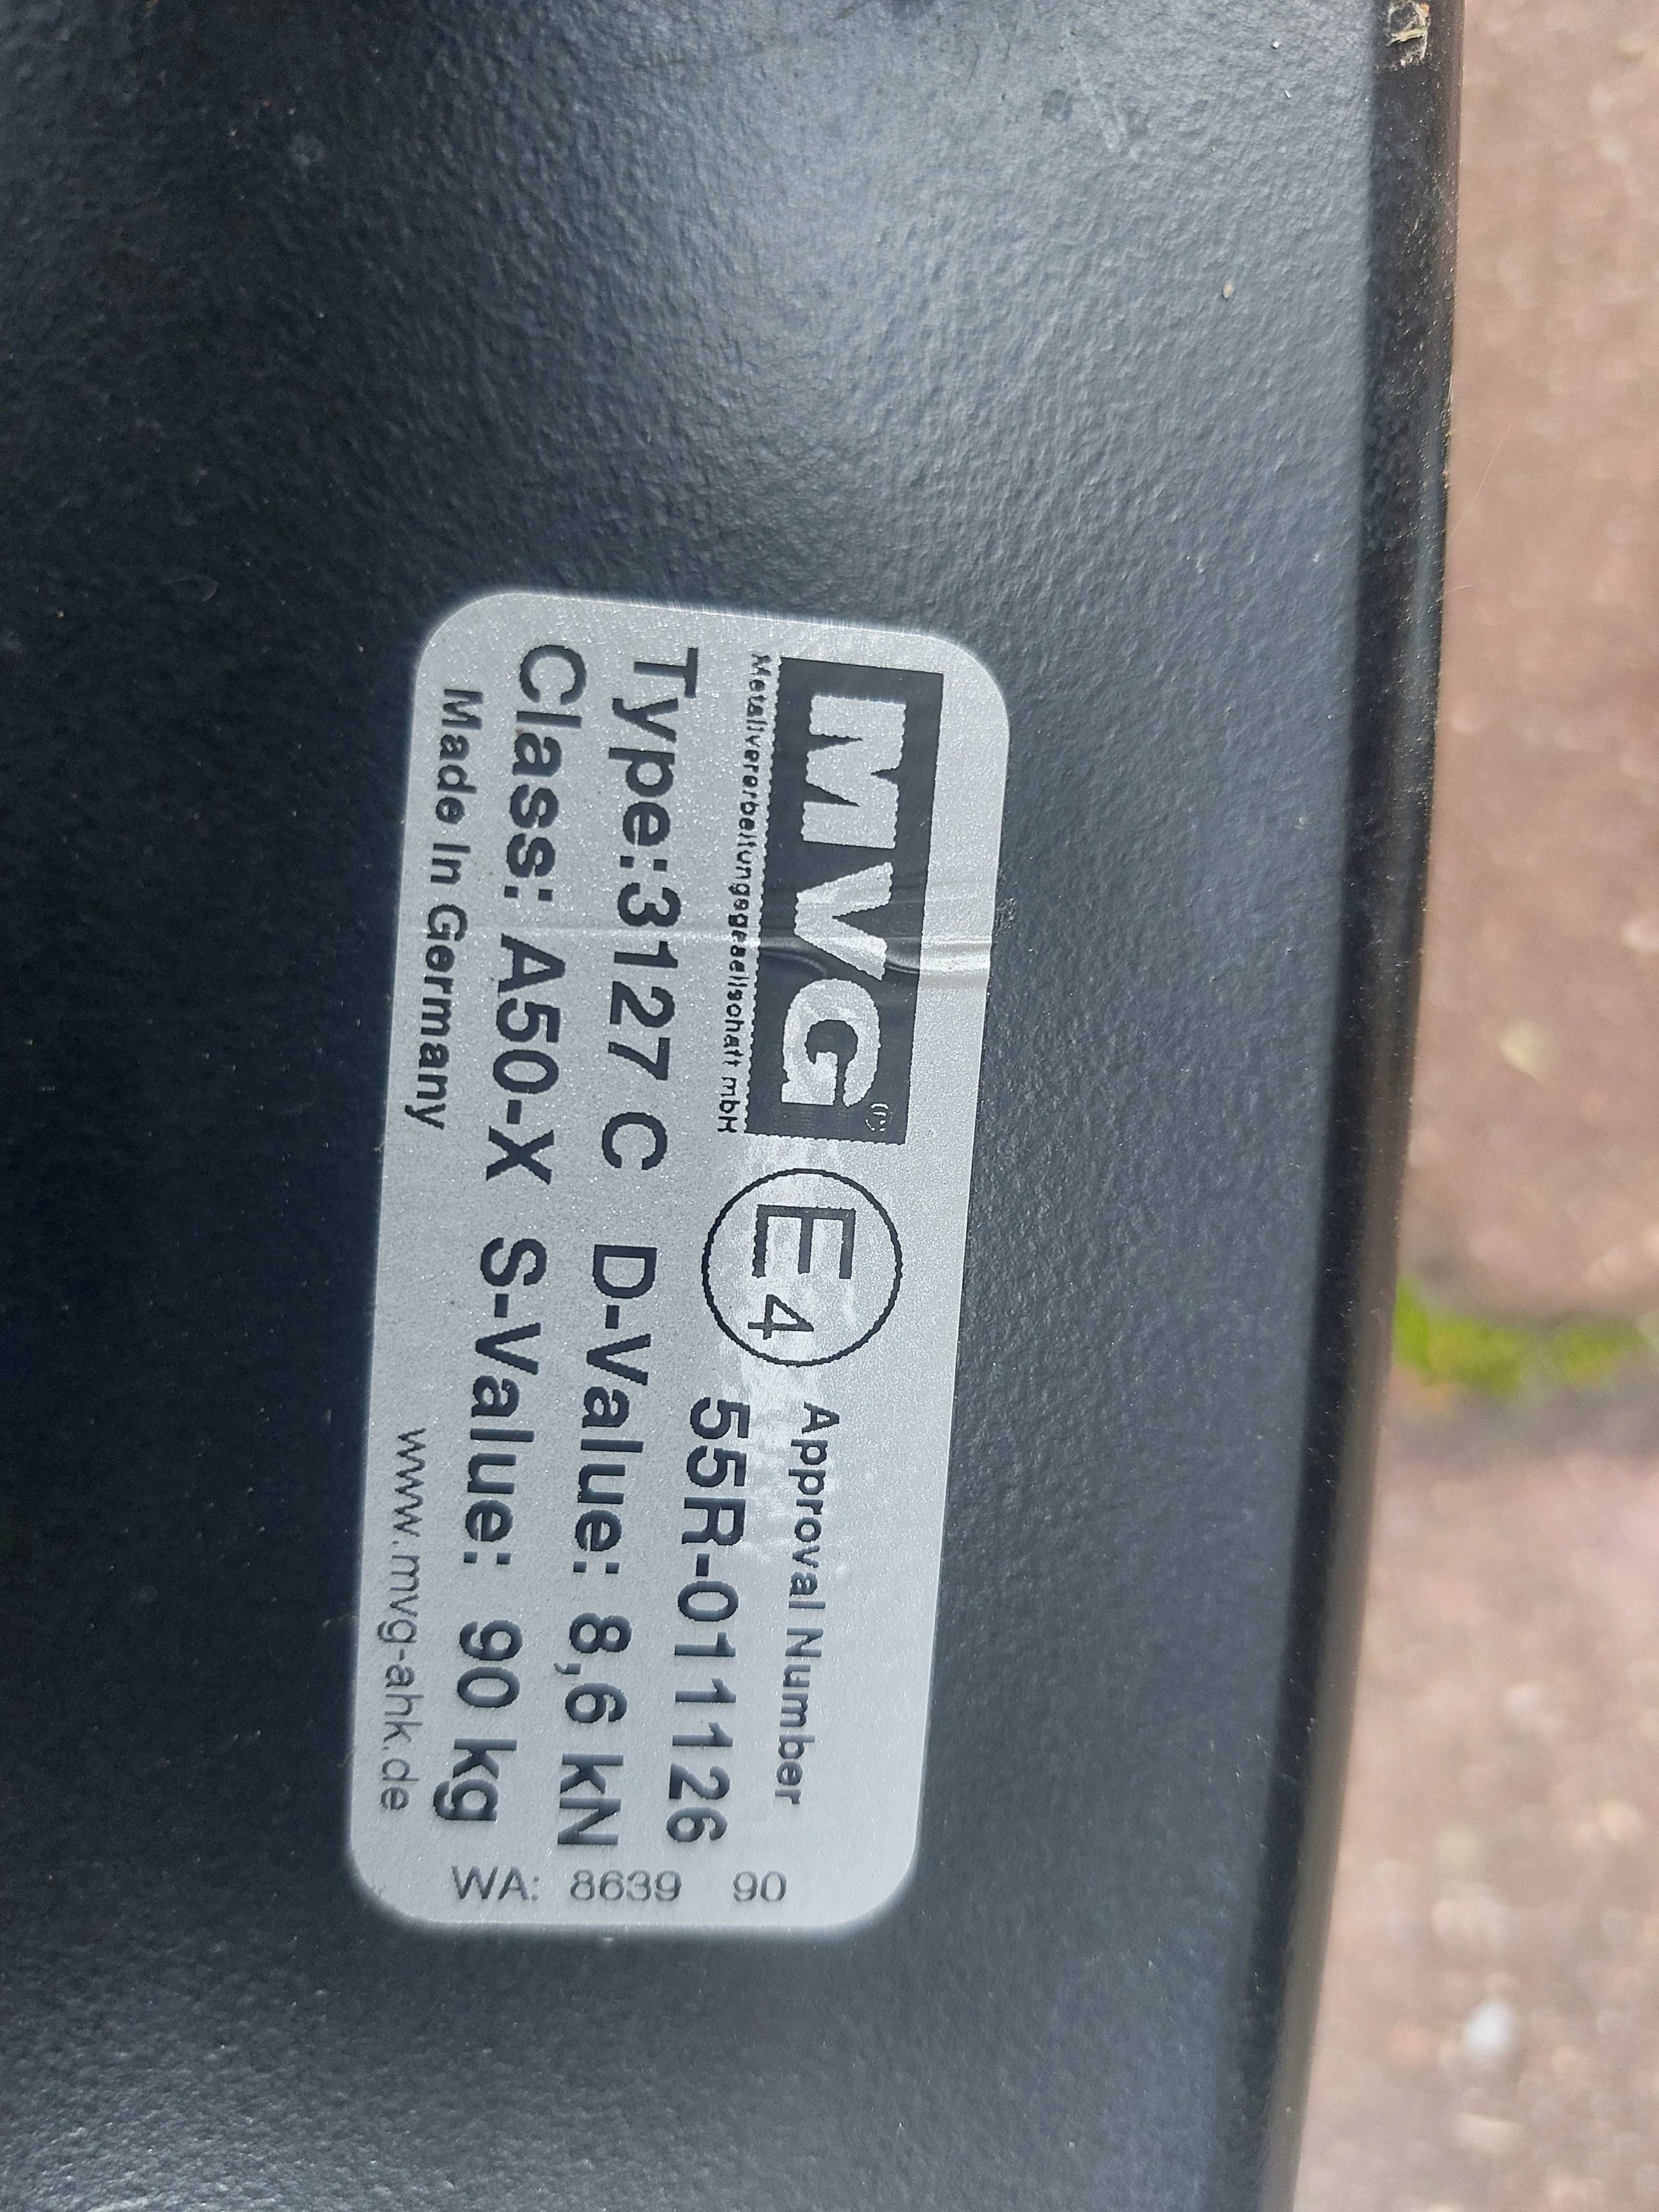 MVG®
Metallverarbeitungsgesellschaft mbH
E4
Approval Number
55R-011126
Type:3127 C D-Value: 8,6 kN
Class: A50-X S-Value: 90 kg
Made in Germany
www.mvg-ahk.de
WA: 8639 90